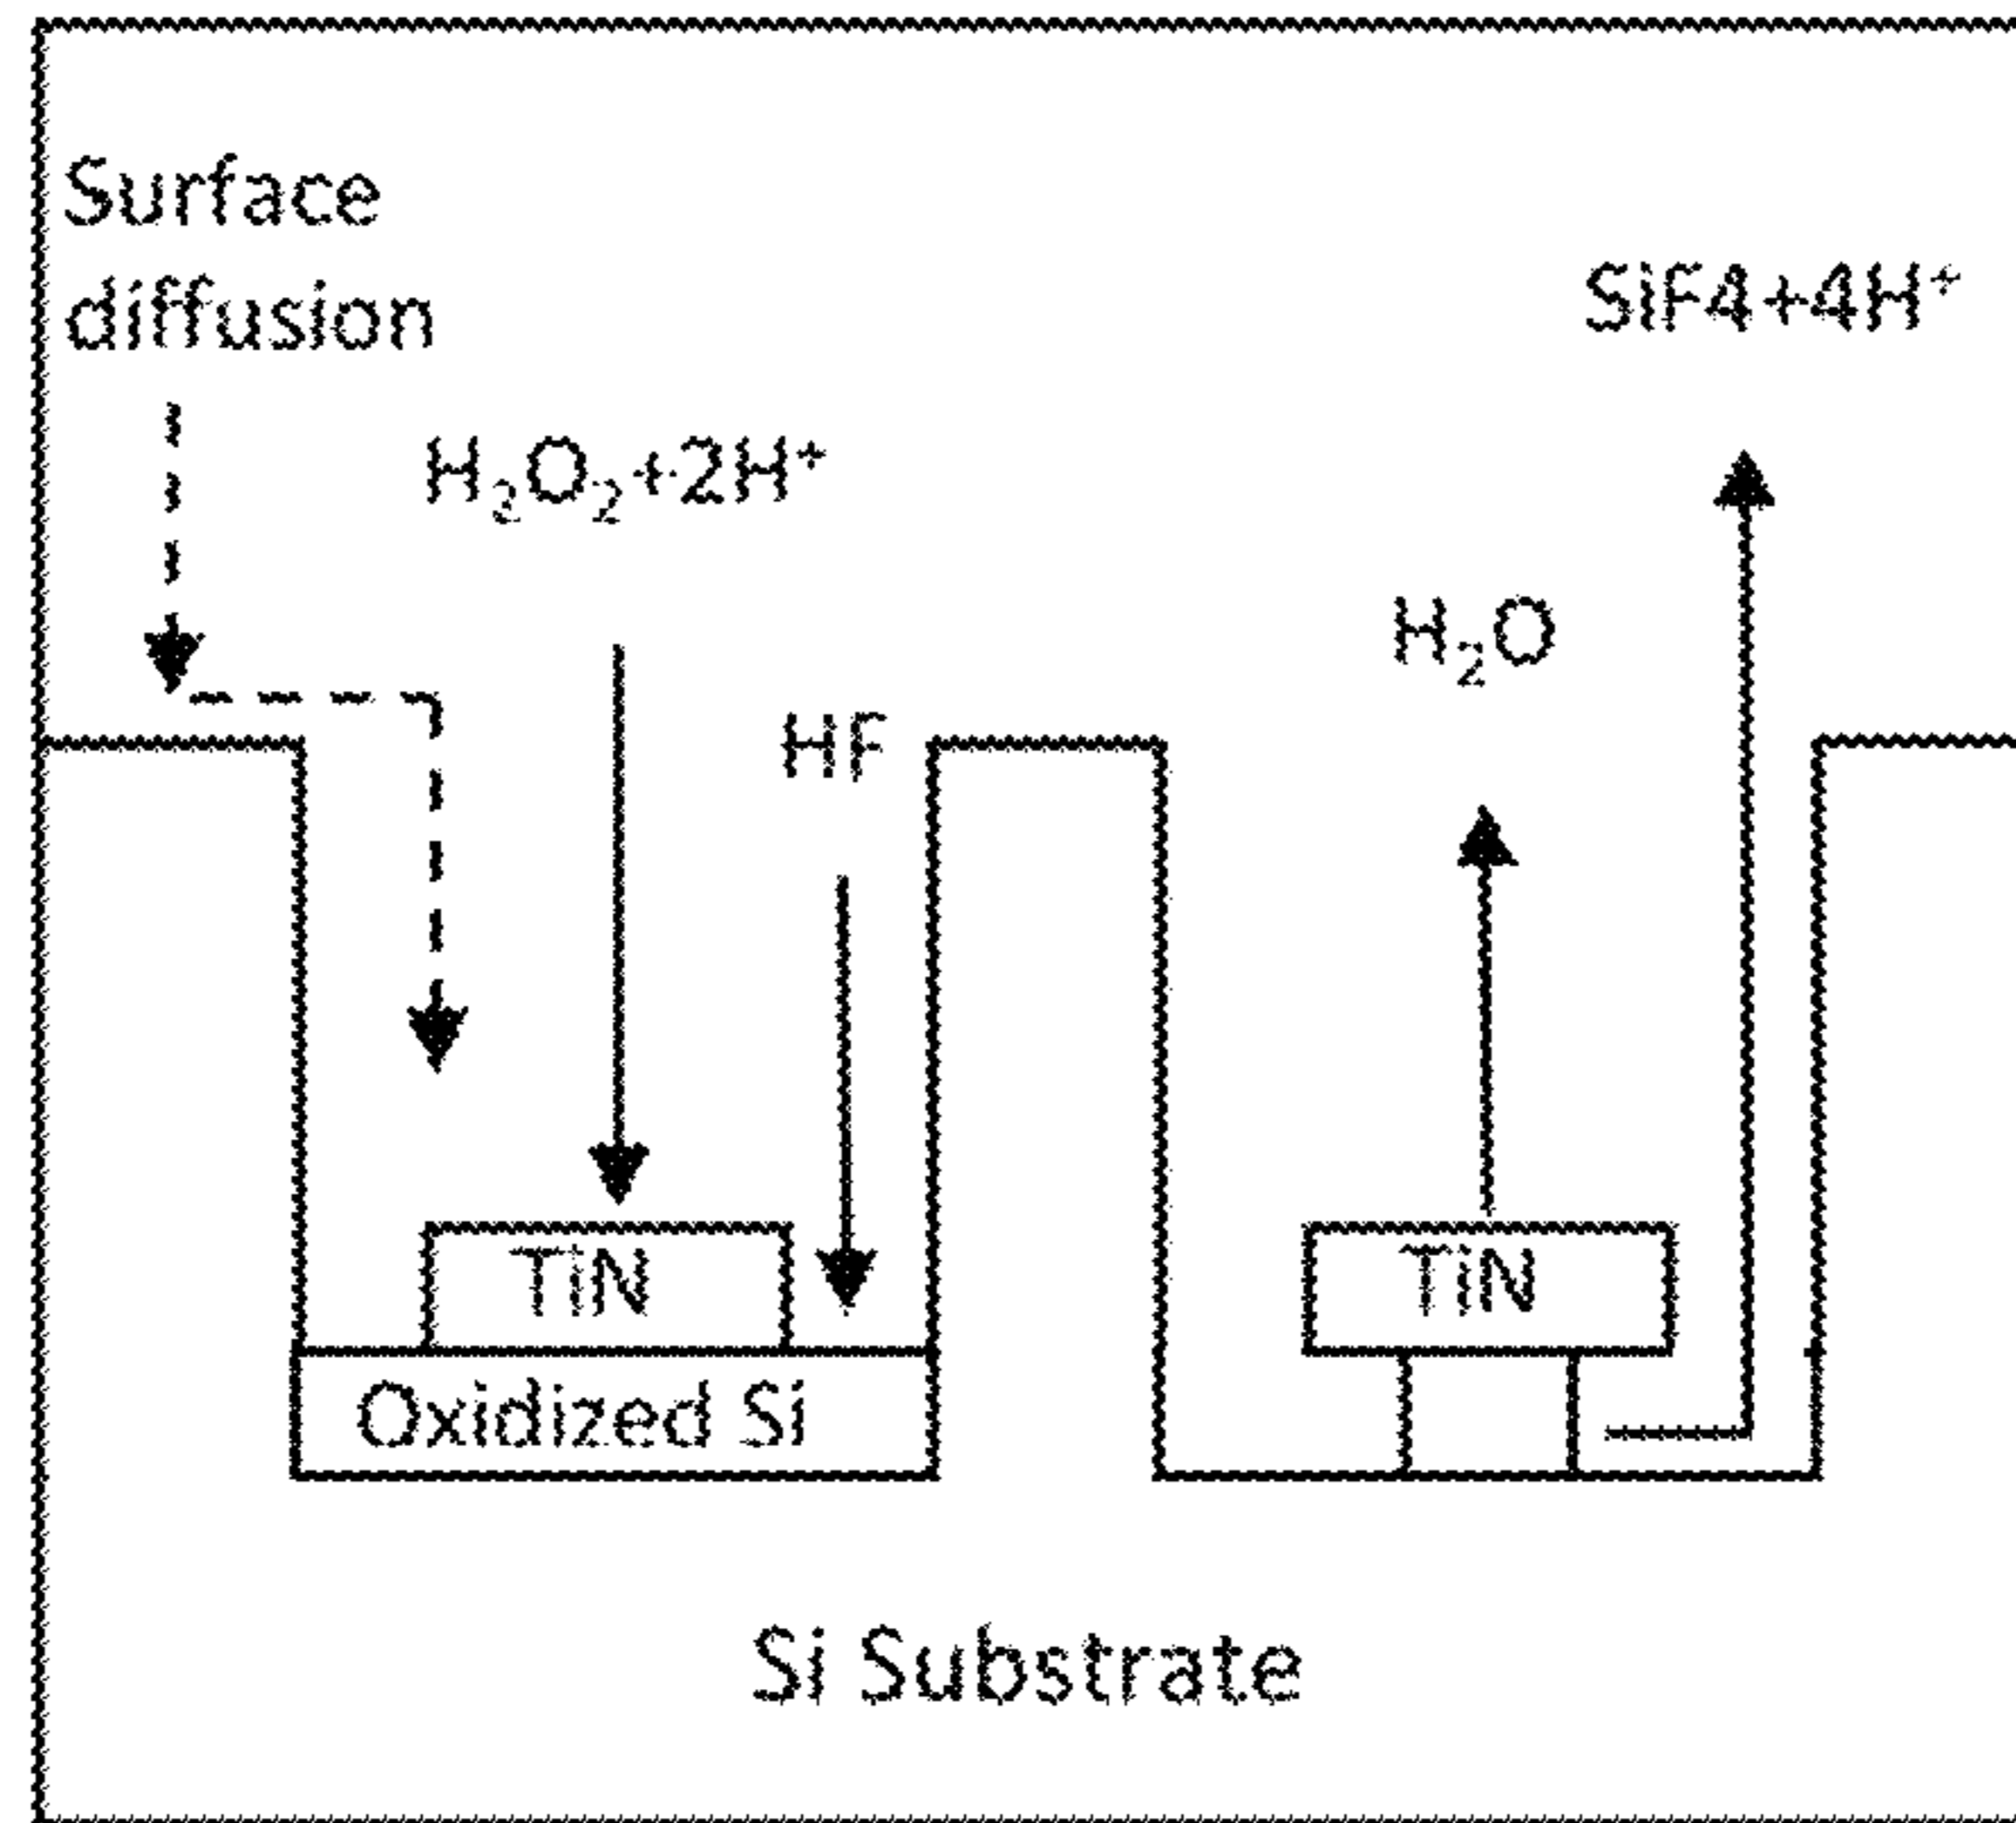 Surface
diffusion
SiF4+4H⁺
H₂O₂+2H⁺
H₂O
HF
TiN
TiN
Oxidized Si
Si Substrate